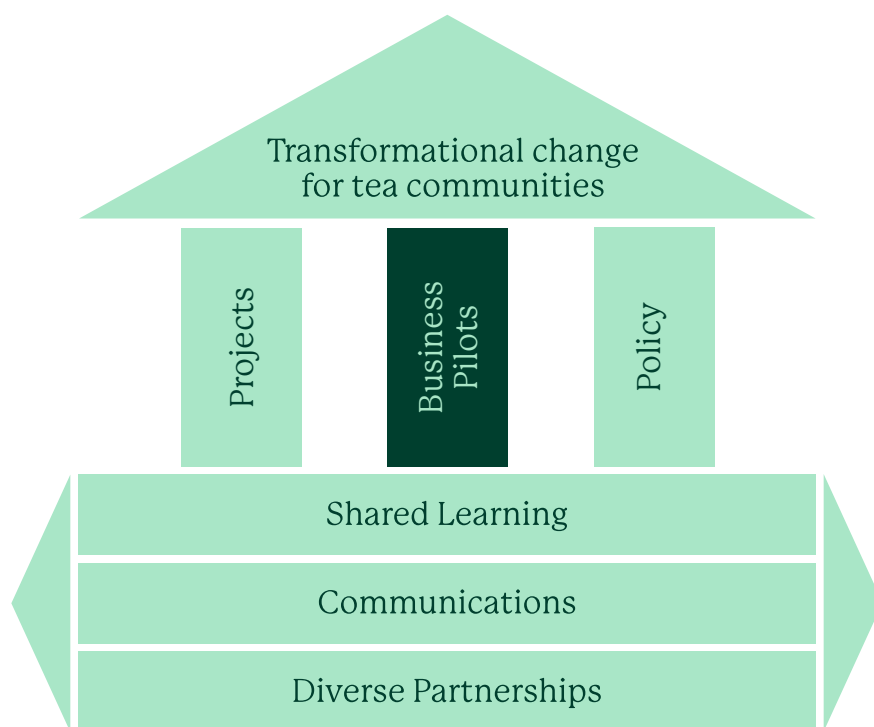 Transformational change
for tea communities
Projects
Business
Pilots
Policy
Shared Learning
Communications
Diverse Partnerships